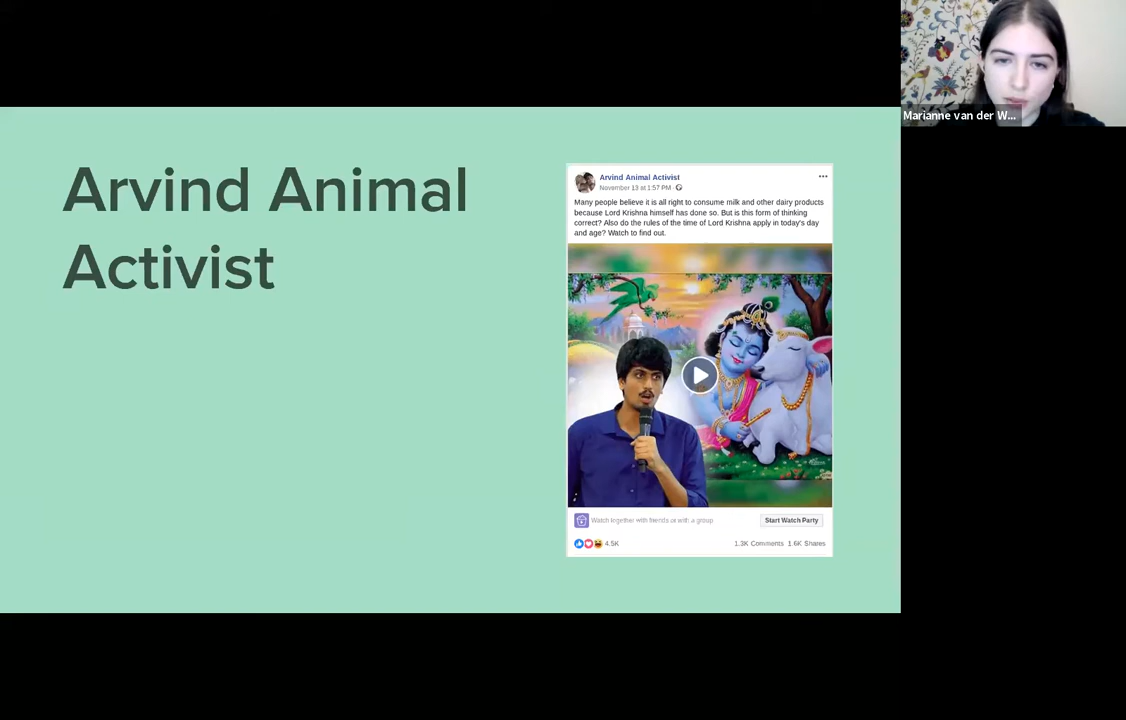 Arvind Animal
Activist
Arvind Animal Activist
November 13 at 1:57 PM ·
Many people believe it is all right to consume milk and other dairy products
because Lord Krishna himself has done so. But is this form of thinking
correct? Also do the rules of the time of Lord Krishna apply in today's day
and age? Watch to find out.
Watch together with friends or with a group
Start Watch Party
4.5K
1.3K Comments 1.6K Shares
Marianne van der W...